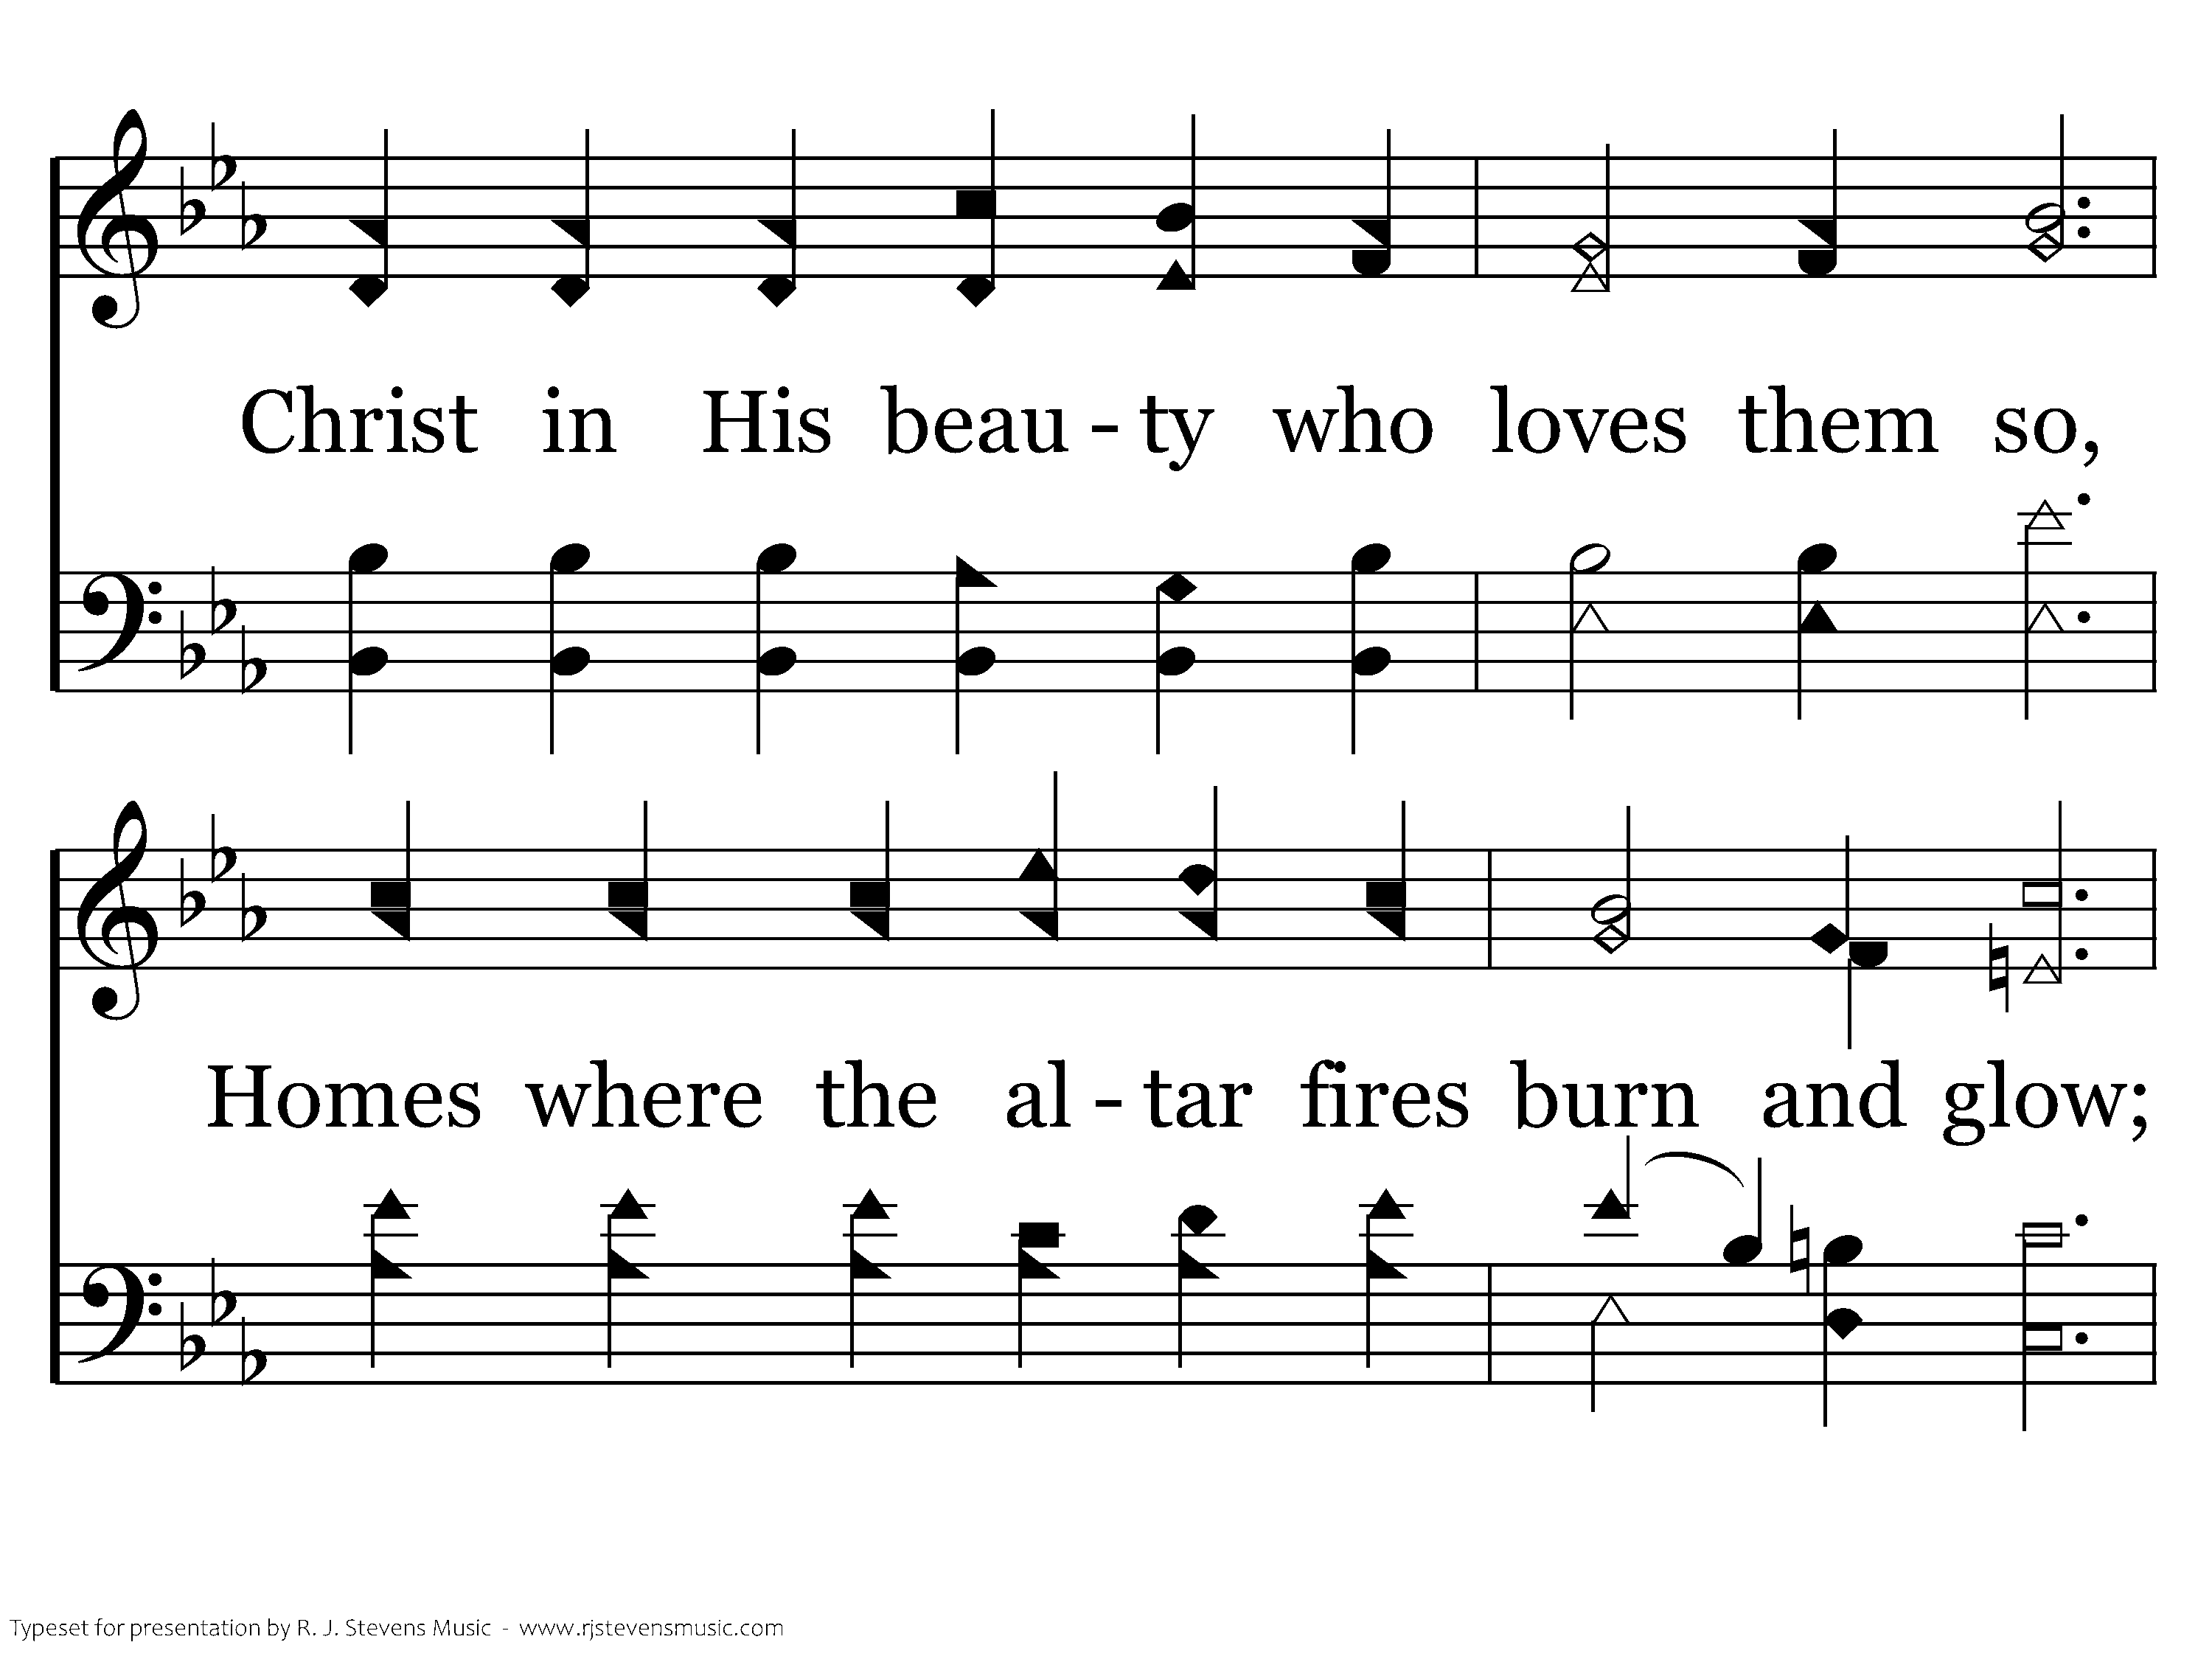 Christ in His beau - ty who loves them so,
Homes where the al - tar fires burn and glow;
Typeset for presentation by R. J. Stevens Music - www.rjstevensmusic.com